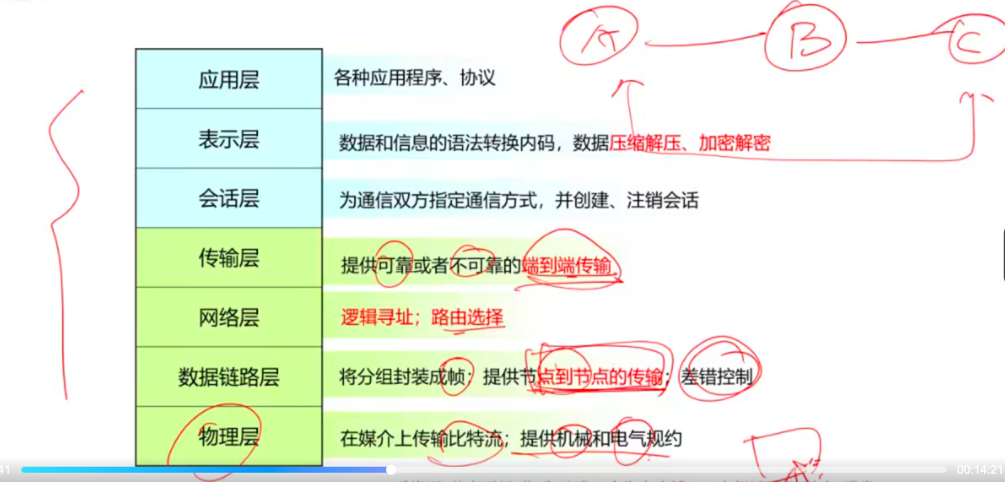 A B C
应用层 各种应用程序、协议
表示层 数据和信息的语法转换内码，数据压缩解压、加密解密
会话层 为通信双方指定通信方式，并创建、注销会话
传输层 提供可靠或者不可靠的端到端传输
网络层 逻辑寻址；路由选择
数据链路层 将分组封装成帧；提供节点到节点的传输；差错控制
物理层 在媒介上传输比特流；提供机械和电气规约
41 00:14:21